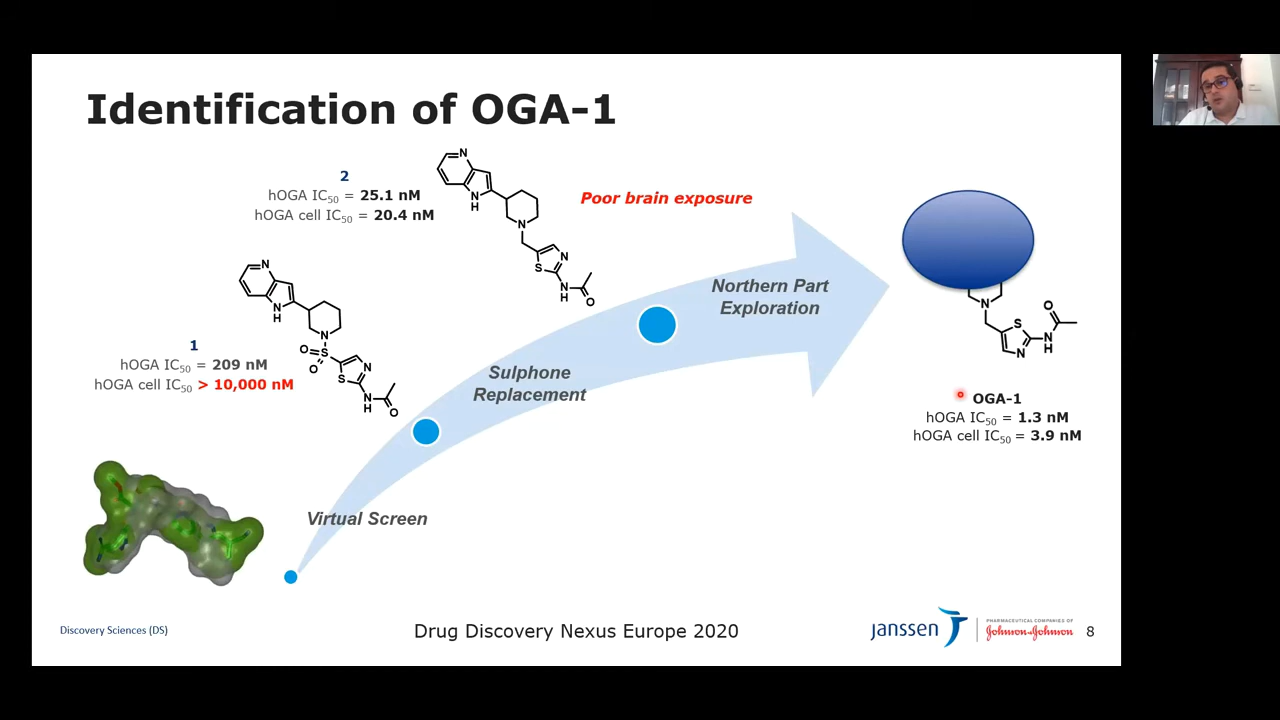 Identification of OGA-1
2
hOGA IC50 = 25.1 nM
hOGA cell IC50 = 20.4 nM
N
N
H
N
N
S
N
H
O
Poor brain exposure
N
N
H
N
O
S
O
N
S
N
H
O
1
hOGA IC50 = 209 nM
hOGA cell IC50 > 10,000 nM
Northern Part
Exploration
Sulphone
Replacement
Virtual Screen
N
O
S
N
N
H
OGA-1
hOGA IC50 = 1.3 nM
hOGA cell IC50 = 3.9 nM
Discovery Sciences (DS)
Drug Discovery Nexus Europe 2020
janssen
PHARMACEUTICAL COMPANIES OF
Johnson&Johnson
8